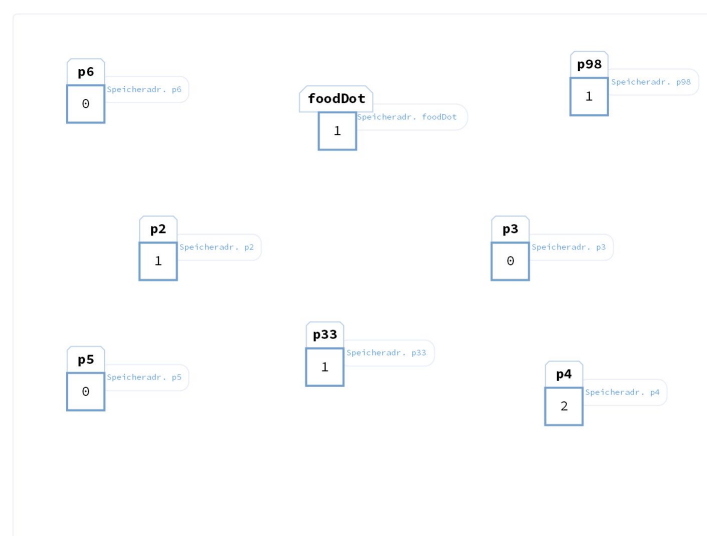 p6
Speicheradr. p6
0
foodDot
Speicheradr. foodDot
1
p98
Speicheradr. p98
1
p2
Speicheradr. p2
1
p3
Speicheradr. p3
0
p5
Speicheradr. p5
0
p33
Speicheradr. p33
1
p4
Speicheradr. p4
2